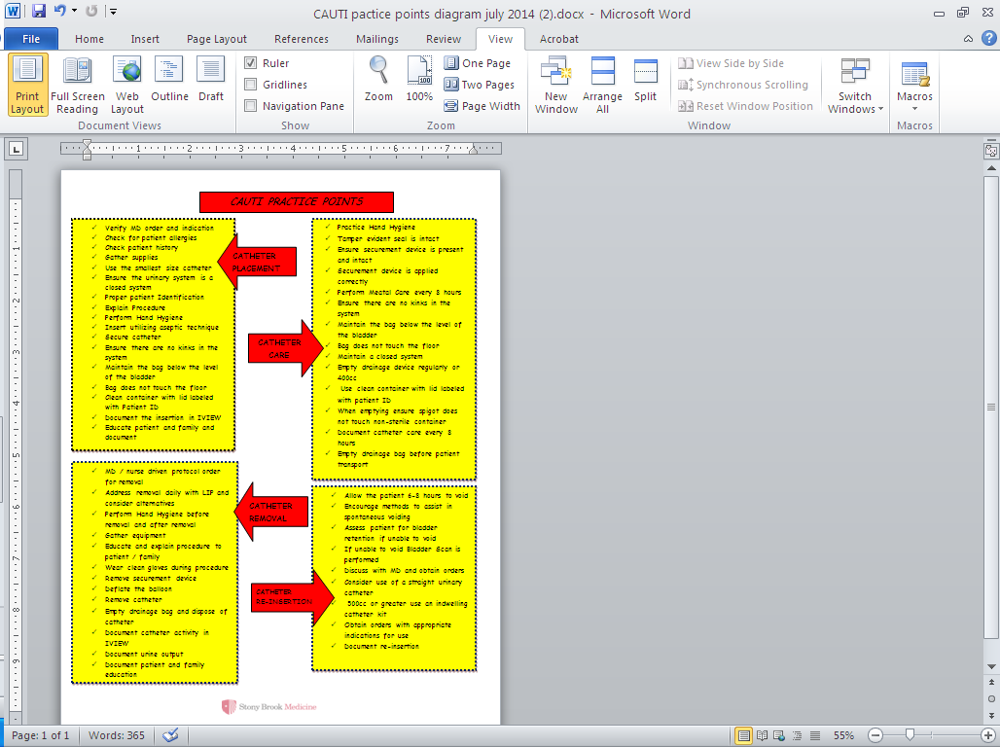 CAUTI pactice points diagram july 2014 (2).docx - Microsoft Word
File Home Insert Page Layout References Mailings Review View Acrobat
Print Layout
Full Screen Reading
Web Layout
Outline
Draft
Document Views
Ruler
Gridlines
Navigation Pane
Show
Zoom
100%
One Page
Two Pages
Page Width
Zoom
New Window
Arrange All
Split
View Side by Side
Synchronous Scrolling
Reset Window Position
Window
Switch Windows
Macros
Macros
1 2 3 4 5 6 7
1
2
3
4
5
6
7
8
9
CAUTI PRACTICE POINTS
✓ Verify MD order and indication
✓ Check for patient allergies
✓ Check patient history
✓ Gather supplies
✓ Use the smallest size catheter
✓ Ensure the urinary system is a
closed system
✓ Proper patient Identification
✓ Explain Procedure
✓ Perform Hand Hygiene
✓ Insert utilizing aseptic technique
✓ Secure catheter
✓ Ensure there are no kinks in the
system
✓ Maintain the bag below the level
of the bladder
✓ Bag does not touch the floor
✓ Clean container with lid labeled
with Patient ID
✓ Document the insertion in IVIEW
✓ Educate patient and family and
document
CATHETER
PLACEMENT
CATHETER
CARE
✓ Practice Hand Hygiene
✓ Tamper evident seal is intact
✓ Ensure securement device is present
and intact
✓ Securement device is applied
correctly
✓ Perform Meatal Care every 8 hours
✓ Ensure there are no kinks in the
system
✓ Maintain the bag below the level of
the bladder
✓ Bag does not touch the floor
✓ Maintain a closed system
✓ Empty drainage device regularly or
400cc
✓ Use clean container with lid labeled
with patient ID
✓ When emptying ensure spigot does
not touch non-sterile container
✓ Document catheter care every 8
hours
✓ Empty drainage bag before patient
transport
✓ MD / nurse driven protocol order
for removal
✓ Address removal daily with LIP and
consider alternatives
✓ Perform Hand Hygiene before
removal and after removal
✓ Gather equipment
✓ Educate and explain procedure to
patient / family
✓ Wear clean gloves during procedure
✓ Remove securement device
✓ Deflate the balloon
✓ Remove catheter
✓ Empty drainage bag and dispose of
catheter
✓ Document catheter activity in
IVIEW
✓ Document urine output
✓ Document patient and family
education
CATHETER
REMOVAL
CATHETER
RE-INSERTION
✓ Allow the patient 6-8 hours to void
✓ Encourage methods to assist in
spontaneous voiding
✓ Assess patient for bladder
retention if unable to void
✓ If unable to void Bladder Scan is
performed
✓ Discuss with MD and obtain orders
✓ Consider use of a straight urinary
catheter
✓ 500cc or greater use an indwelling
catheter kit
✓ Obtain orders with appropriate
indications for use
✓ Document re-insertion
Stony Brook Medicine
Page: 1 of 1 Words: 365 55%